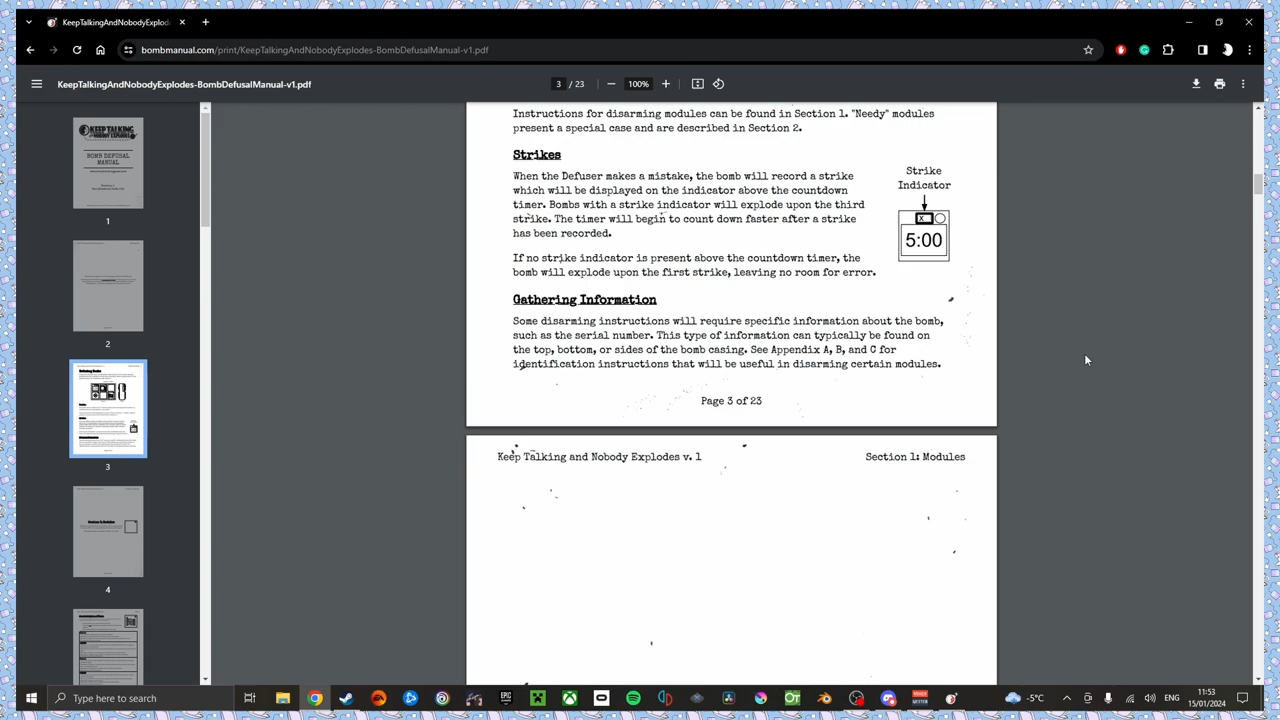 KeepTalkingAndNobodyExplod
bombmanual.com/print/KeepTalkingAndNobodyExplodes-BombDefusalManual-v1.pdf
KeepTalkingAndNobodyExplodes-BombDefusalManual-v1.pdf
3 / 23
100%
Instructions for disarming modules can be found in Section 1. "Needy" modules
present a special case and are described in Section 2.
Strikes
When the Defuser makes a mistake, the bomb will record a strike
which will be displayed on the indicator above the countdown
timer. Bombs with a strike indicator will explode upon the third
strike. The timer will begin to count down faster after a strike
has been recorded.
If no strike indicator is present above the countdown timer, the
bomb will explode upon the first strike, leaving no room for error.
Strike
Indicator
X
5:00
Gathering Information
Some disarming instructions will require specific information about the bomb,
such as the serial number. This type of information can typically be found on
the top, bottom, or sides of the bomb casing. See Appendix A, B, and C for
identification instructions that will be useful in disarming certain modules.
Page 3 of 23
Keep Talking and Nobody Explodes v. 1
Section 1: Modules
KEEP TALKING
BOMB DEFUSAL
MANUAL
1
2
3
4
Type here to search
-5°C
ENG
11:53
15/01/2024